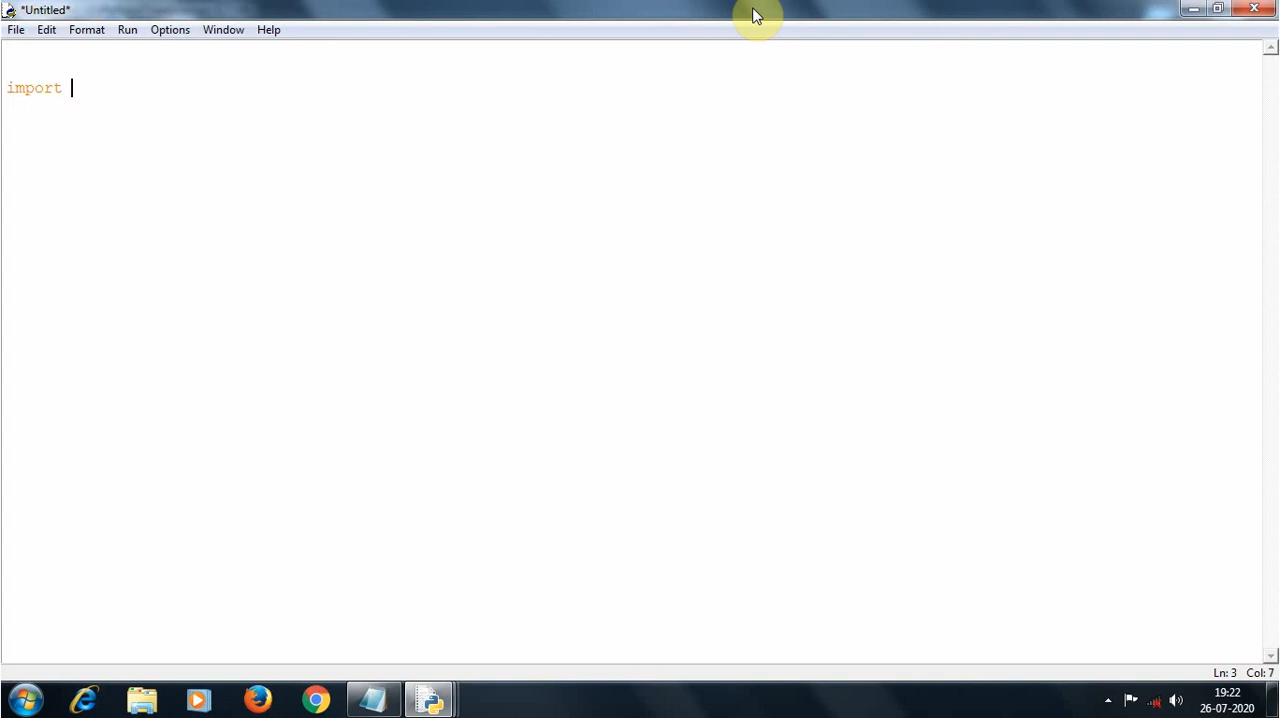 *Untitled*
File Edit Format Run Options Window Help
import
Ln: 3 Col: 7
19:22
26-07-2020